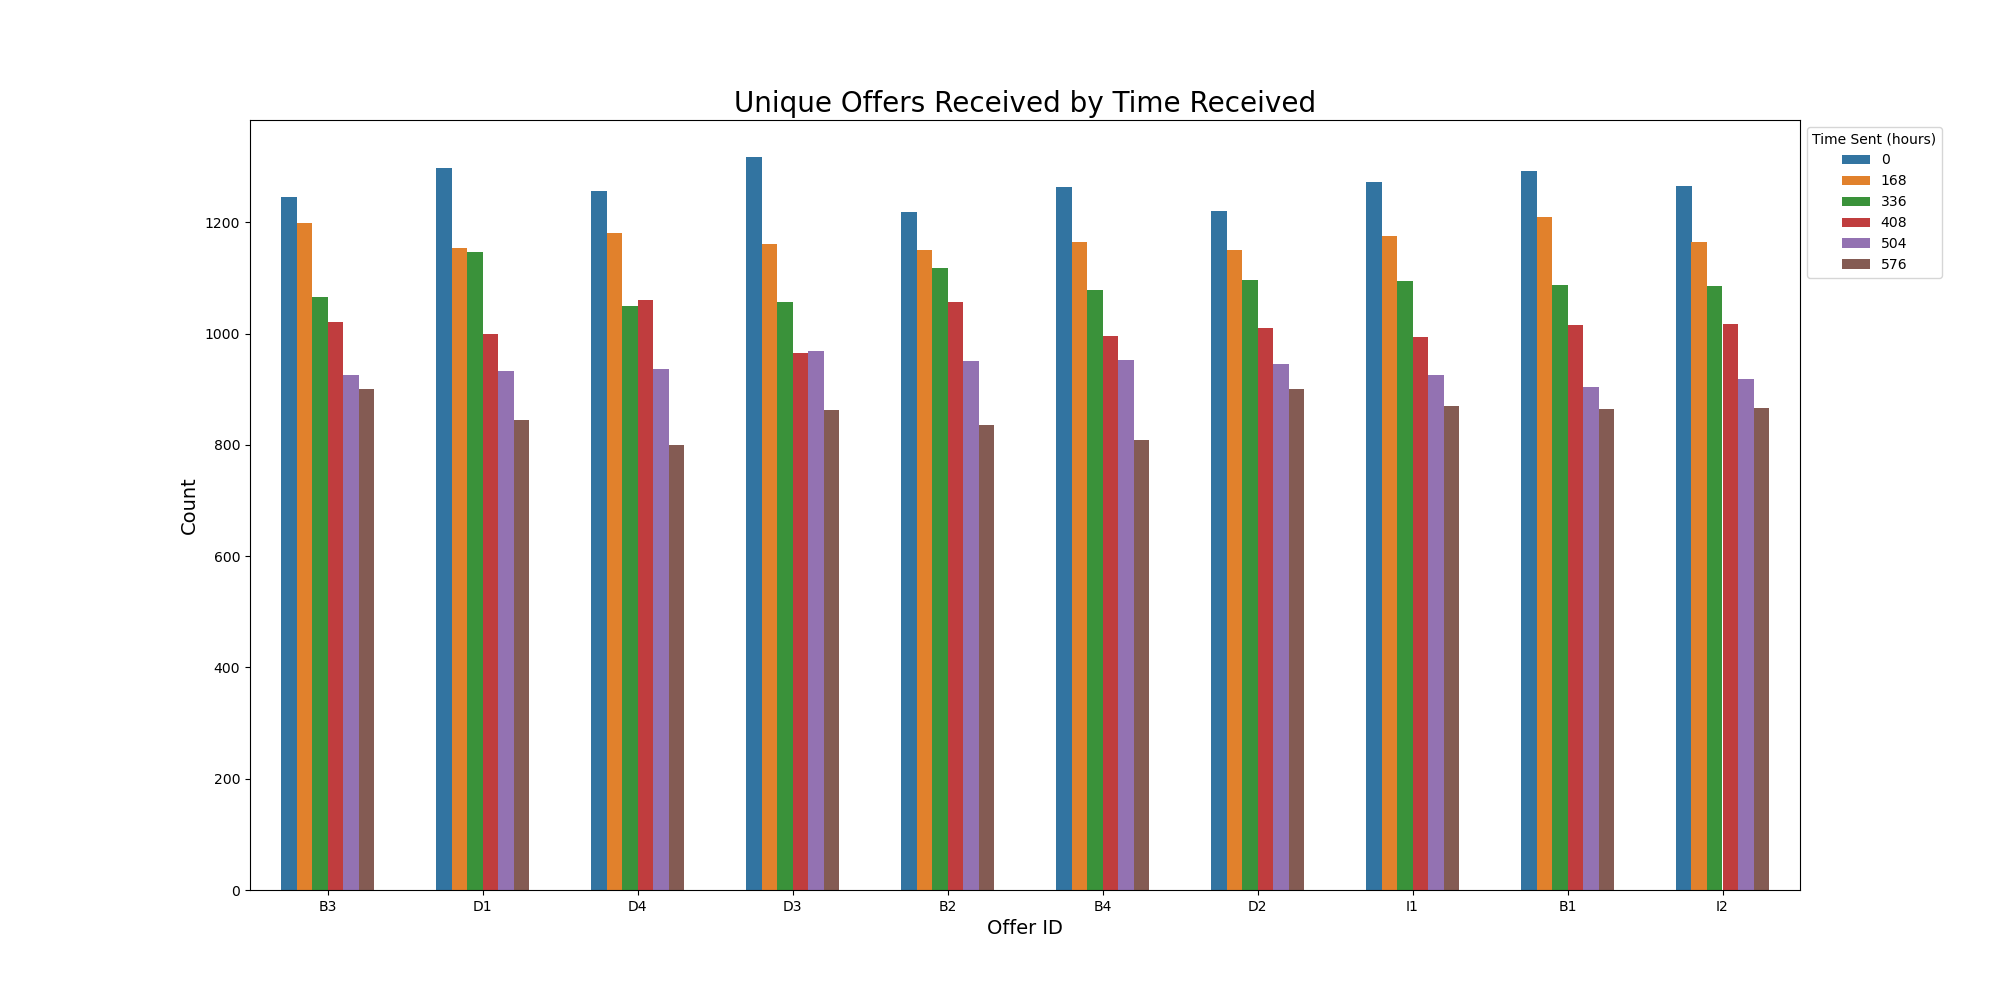 Unique Offers Received by Time Received
Time Sent (hours)
0
168
336
408
504
576
1200
1000
800
600
400
200
0
Count
B3 D1 D4 D3 B2 B4 D2 I1 B1 I2
Offer ID